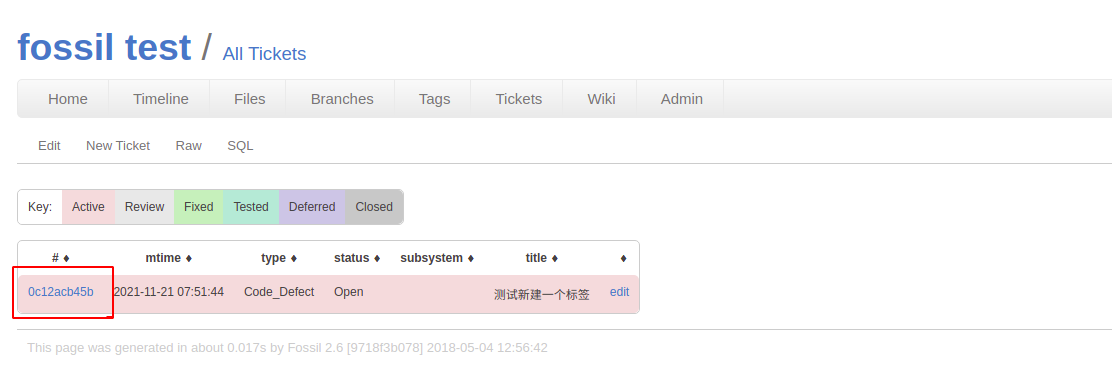 fossil test / All Tickets
Home Timeline Files Branches Tags Tickets Wiki Admin
Edit New Ticket Raw SQL
Key: Active Review Fixed Tested Deferred Closed
# ♦ mtime ♦ type ♦ status ♦ subsystem ♦ title ♦ ♦
0c12acb45b 2021-11-21 07:51:44 Code_Defect Open 测试新建一个标签 edit
This page was generated in about 0.017s by Fossil 2.6 [9718f3b078] 2018-05-04 12:56:42